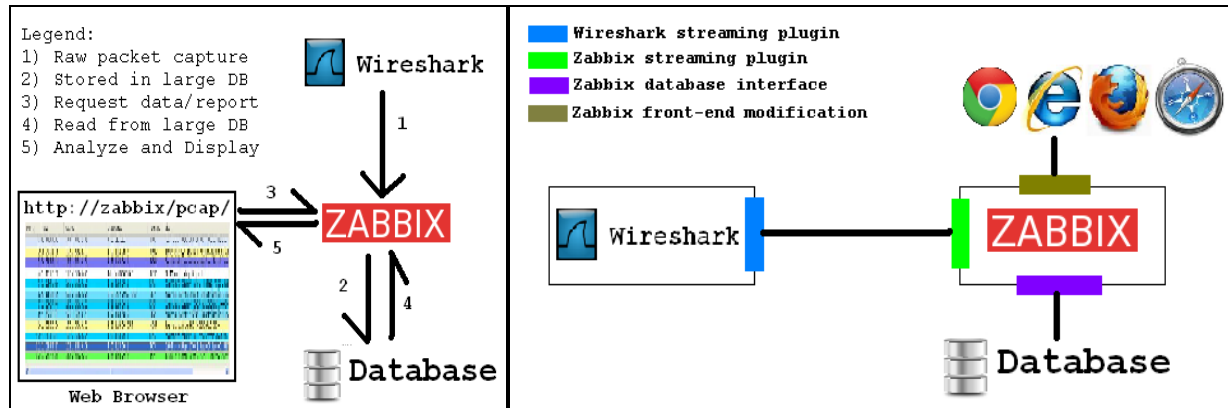 Legend:
1) Raw packet capture
2) Stored in large DB
3) Request data/report
4) Read from large DB
5) Analyze and Display
Wireshark
1
http://zabbix/pcap/
3
5
ZABBIX
2
4
Database
Web Browser
Wireshark streaming plugin
Zabbix streaming plugin
Zabbix database interface
Zabbix front-end modification
Wireshark
ZABBIX
Database